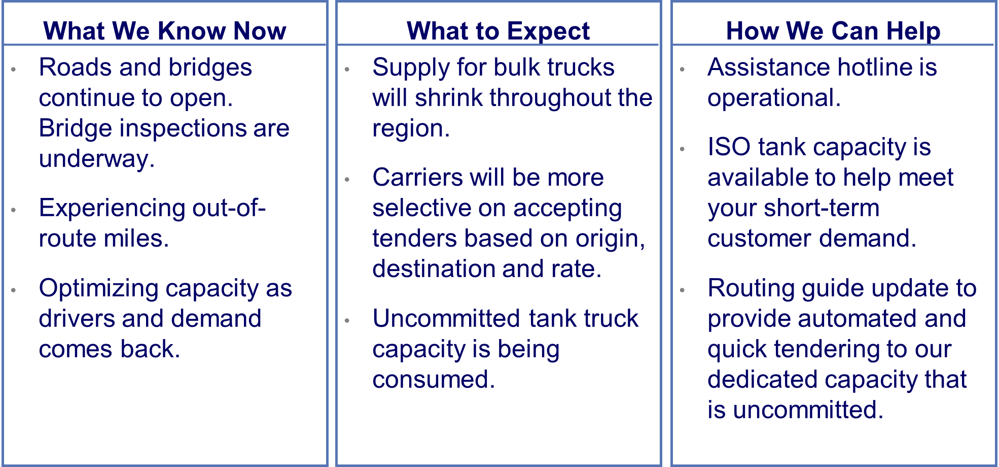 What We Know Now
• Roads and bridges
continue to open.
Bridge inspections are
underway.
• Experiencing out-of-
route miles.
• Optimizing capacity as
drivers and demand
comes back.
What to Expect
• Supply for bulk trucks
will shrink throughout the
region.
• Carriers will be more
selective on accepting
tenders based on origin,
destination and rate.
• Uncommitted tank truck
capacity is being
consumed.
How We Can Help
• Assistance hotline is
operational.
• ISO tank capacity is
available to help meet
your short-term
customer demand.
• Routing guide update to
provide automated and
quick tendering to our
dedicated capacity that
is uncommitted.